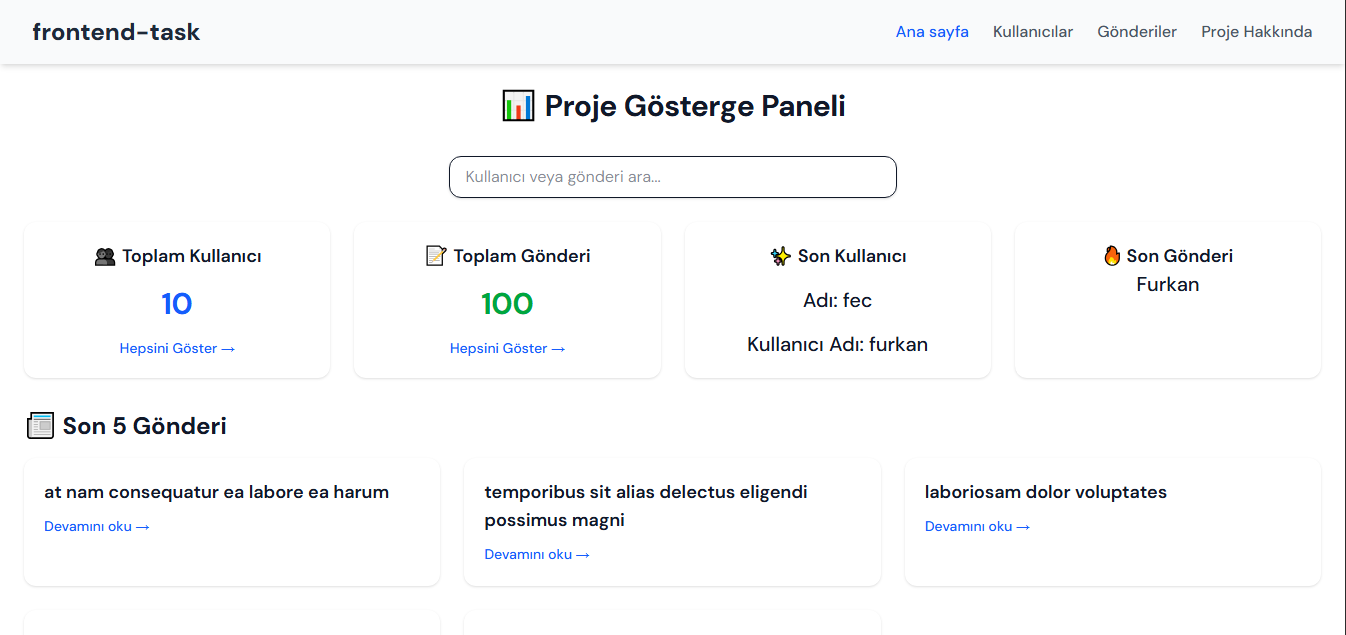 frontend-task
Ana sayfa Kullanıcılar Gönderiler Proje Hakkında
📊 Proje Gösterge Paneli
Kullanıcı veya gönderi ara...
👥 Toplam Kullanıcı
10
Hepsini Göster →
📝 Toplam Gönderi
100
Hepsini Göster →
✨ Son Kullanıcı
Adı: fec
Kullanıcı Adı: furkan
🔥 Son Gönderi
Furkan
📰 Son 5 Gönderi
at nam consequatur ea labore ea harum
Devamını oku →
temporibus sit alias delectus eligendi
possimus magni
Devamını oku →
laboriosam dolor voluptates
Devamını oku →